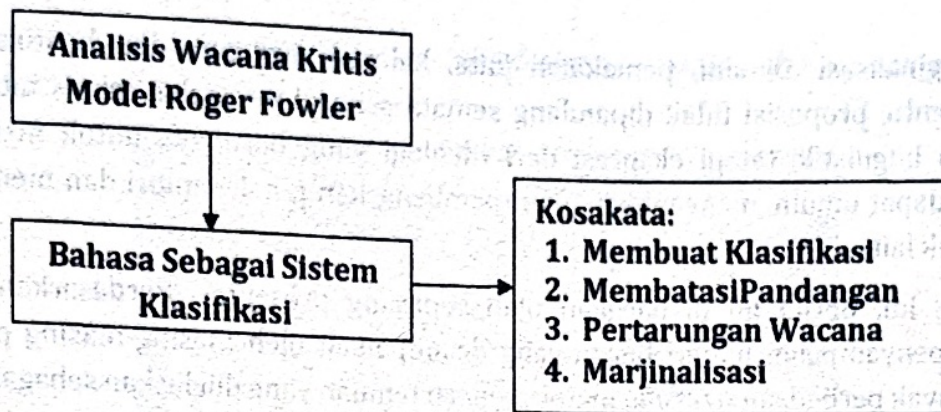 Analisis Wacana Kritis
Model Roger Fowler
Bahasa Sebagai Sistem
Klasifikasi
Kosakata:
1. Membuat Klasifikasi
2. MembatasiPandangan
3. Pertarungan Wacana
4. Marjinalisasi